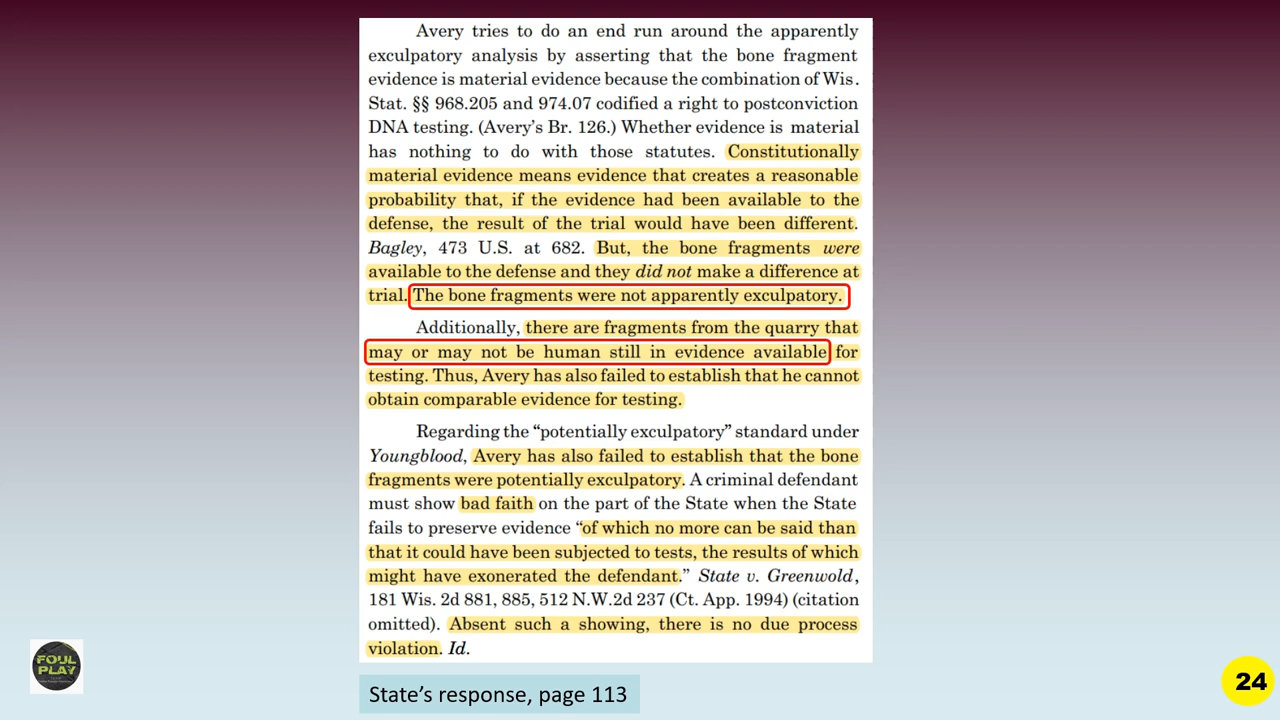 Avery tries to do an end run around the apparently
exculpatory analysis by asserting that the bone fragment
evidence is material evidence because the combination of Wis.
Stat. §§ 968.205 and 974.07 codified a right to postconviction
DNA testing. (Avery’s Br. 126.) Whether evidence is material
has nothing to do with those statutes. Constitutionally
material evidence means evidence that creates a reasonable
probability that, if the evidence had been available to the
defense, the result of the trial would have been different.
Bagley, 473 U.S. at 682. But, the bone fragments were
available to the defense and they did not make a difference at
trial. The bone fragments were not apparently exculpatory.
Additionally, there are fragments from the quarry that
may or may not be human still in evidence available for
testing. Thus, Avery has also failed to establish that he cannot
obtain comparable evidence for testing.
Regarding the “potentially exculpatory” standard under
Youngblood, Avery has also failed to establish that the bone
fragments were potentially exculpatory. A criminal defendant
must show bad faith on the part of the State when the State
fails to preserve evidence “of which no more can be said than
that it could have been subjected to tests, the results of which
might have exonerated the defendant.” State v. Greenwold,
181 Wis. 2d 881, 885, 512 N.W.2d 237 (Ct. App. 1994) (citation
omitted). Absent such a showing, there is no due process
violation. Id.
FOUL
PLAY
State’s response, page 113
24